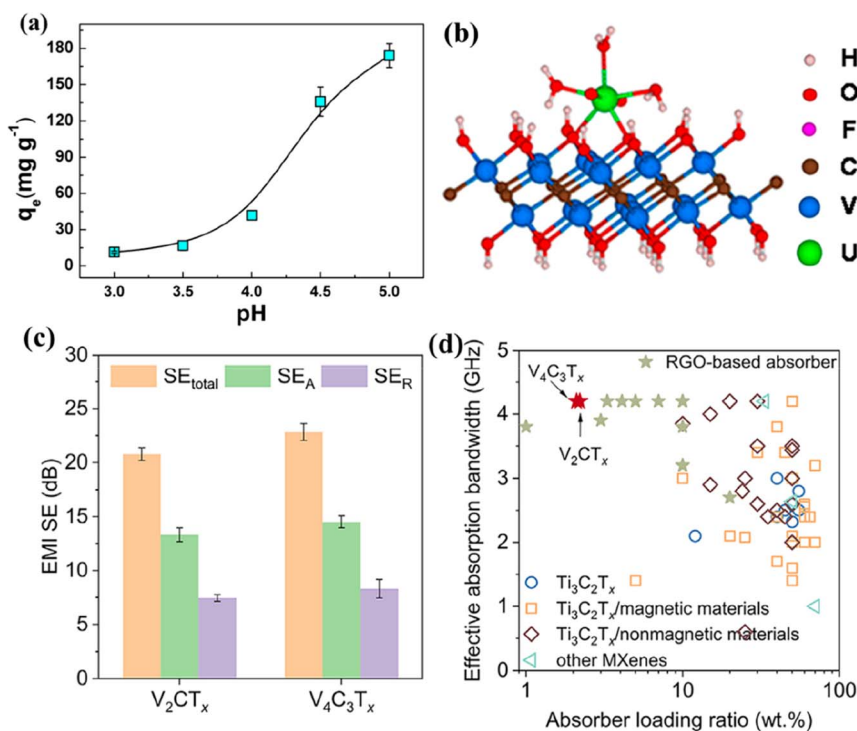 (a)
180
150
120
90
60
30
0
qₑ(mg g⁻¹)
3.0 3.5 4.0 4.5 5.0
pH
(b)
H
O
F
C
V
U
(c)
30
25
20
15
10
5
0
EMI SE (dB)
SE_total SE_A SE_R
V₂CTₓ V₄C₃Tₓ
(d)
5
4
3
2
1
0
Effective absorption bandwidth (GHz)
RGO-based absorber
V₄C₃Tₓ
V₂CTₓ
Ti₃C₂Tₓ
Ti₃C₂Tₓ/magnetic materials
Ti₃C₂Tₓ/nonmagnetic materials
other MXenes
1 10 100
Absorber loading ratio (wt.%)